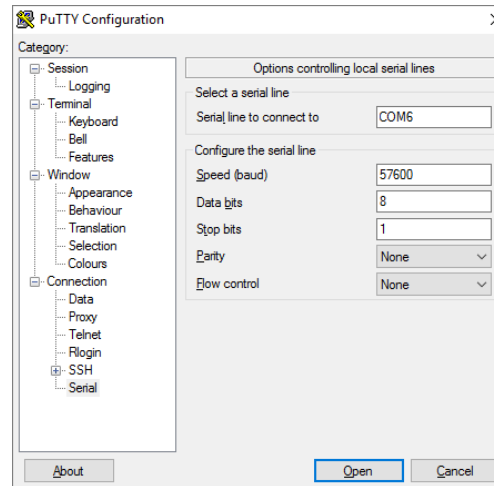 PuTTY Configuration
Category:
Session
Logging
Terminal
Keyboard
Bell
Features
Window
Appearance
Behaviour
Translation
Selection
Colours
Connection
Data
Proxy
Telnet
Rlogin
SSH
Serial
Options controlling local serial lines
Select a serial line
Serial line to connect to COM6
Configure the serial line
Speed (baud) 57600
Data bits 8
Stop bits 1
Parity None
Flow control None
About Open Cancel